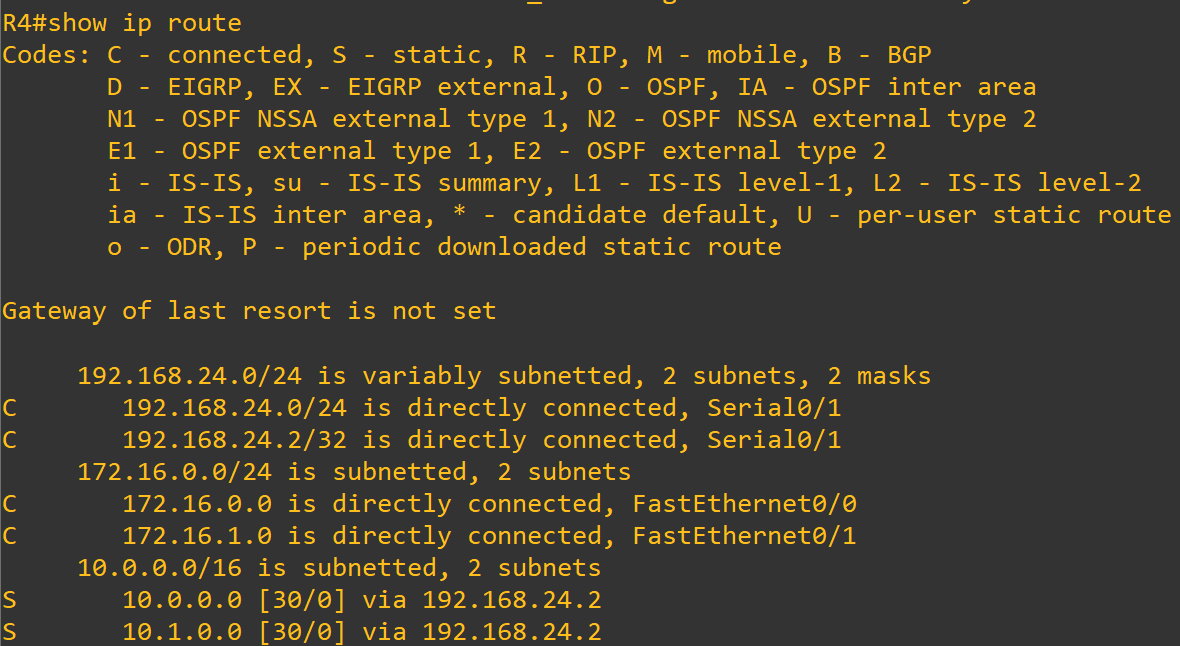 R4#show ip route
Codes: C - connected, S - static, R - RIP, M - mobile, B - BGP
       D - EIGRP, EX - EIGRP external, O - OSPF, IA - OSPF inter area
       N1 - OSPF NSSA external type 1, N2 - OSPF NSSA external type 2
       E1 - OSPF external type 1, E2 - OSPF external type 2
       i - IS-IS, su - IS-IS summary, L1 - IS-IS level-1, L2 - IS-IS level-2
       ia - IS-IS inter area, * - candidate default, U - per-user static route
       o - ODR, P - periodic downloaded static route

Gateway of last resort is not set

     192.168.24.0/24 is variably subnetted, 2 subnets, 2 masks
C       192.168.24.0/24 is directly connected, Serial0/1
C       192.168.24.2/32 is directly connected, Serial0/1
     172.16.0.0/24 is subnetted, 2 subnets
C       172.16.0.0 is directly connected, FastEthernet0/0
C       172.16.1.0 is directly connected, FastEthernet0/1
     10.0.0.0/16 is subnetted, 2 subnets
S       10.0.0.0 [30/0] via 192.168.24.2
S       10.1.0.0 [30/0] via 192.168.24.2